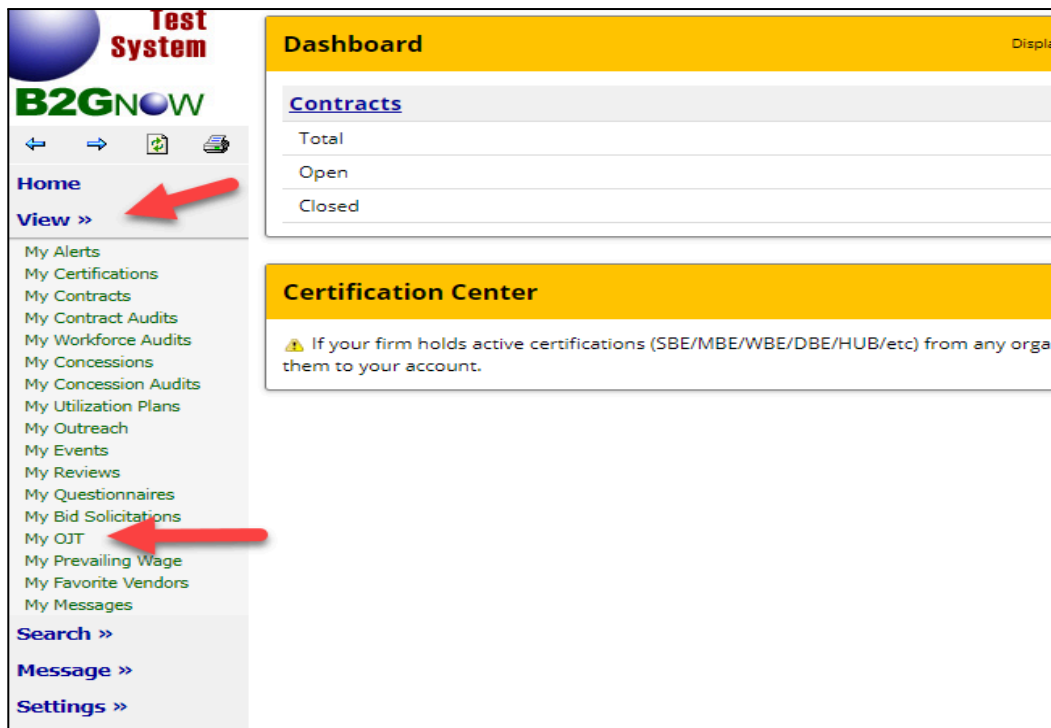 Test
System
B2GNOW
Home
View »
My Alerts
My Certifications
My Contracts
My Contract Audits
My Workforce Audits
My Concessions
My Concession Audits
My Utilization Plans
My Outreach
My Events
My Reviews
My Questionnaires
My Bid Solicitations
My OJT
My Prevailing Wage
My Favorite Vendors
My Messages
Search »
Message »
Settings »
Dashboard
Contracts
Total
Open
Closed
Certification Center
If your firm holds active certifications (SBE/MBE/WBE/DBE/HUB/etc) from any
them to your account.